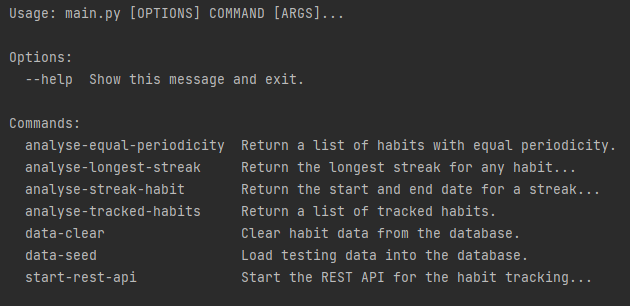 Usage: main.py [OPTIONS] COMMAND [ARGS]...
Options:
--help  Show this message and exit.
Commands:
analyse-equal-periodicity  Return a list of habits with equal periodicity.
analyse-longest-streak     Return the longest streak for any habit...
analyse-streak-habit       Return the start and end date for a streak...
analyse-tracked-habits     Return a list of tracked habits.
data-clear                 Clear habit data from the database.
data-seed                  Load testing data into the database.
start-rest-api             Start the REST API for the habit tracking...